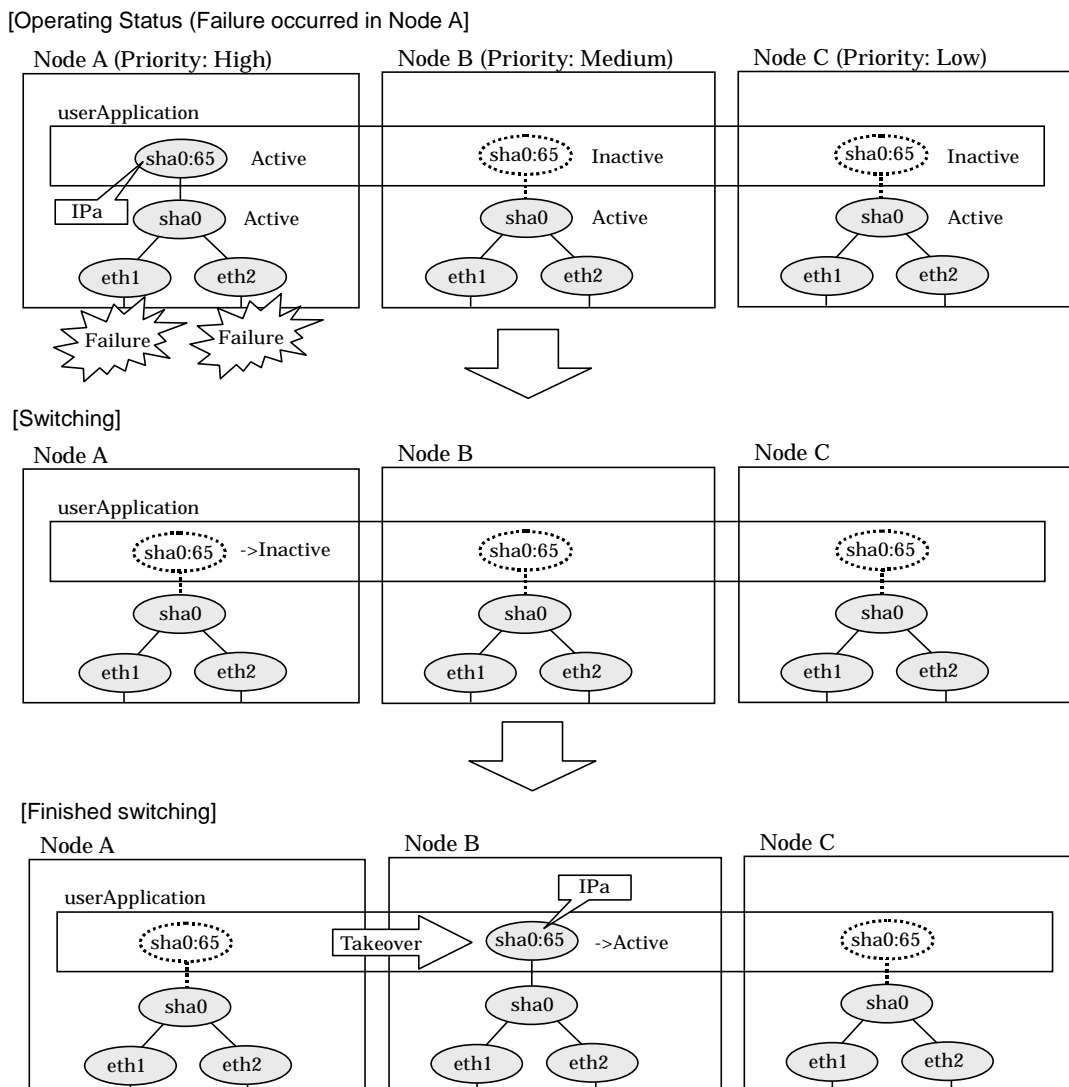 [Operating Status (Failure occurred in Node A]
Node A (Priority: High)
Node B (Priority: Medium)
Node C (Priority: Low)
userApplication
sha0:65 Active
sha0:65 Inactive
sha0:65 Inactive
IPa
sha0 Active
sha0 Active
sha0 Active
eth1 eth2
eth1 eth2
eth1 eth2
Failure Failure
[Switching]
Node A
Node B
Node C
userApplication
sha0:65 ->Inactive
sha0:65
sha0:65
sha0
sha0
sha0
eth1 eth2
eth1 eth2
eth1 eth2
[Finished switching]
Node A
Node B
Node C
IPa
userApplication
sha0:65
Takeover
sha0:65 ->Active
sha0:65
sha0
sha0
sha0
eth1 eth2
eth1 eth2
eth1 eth2